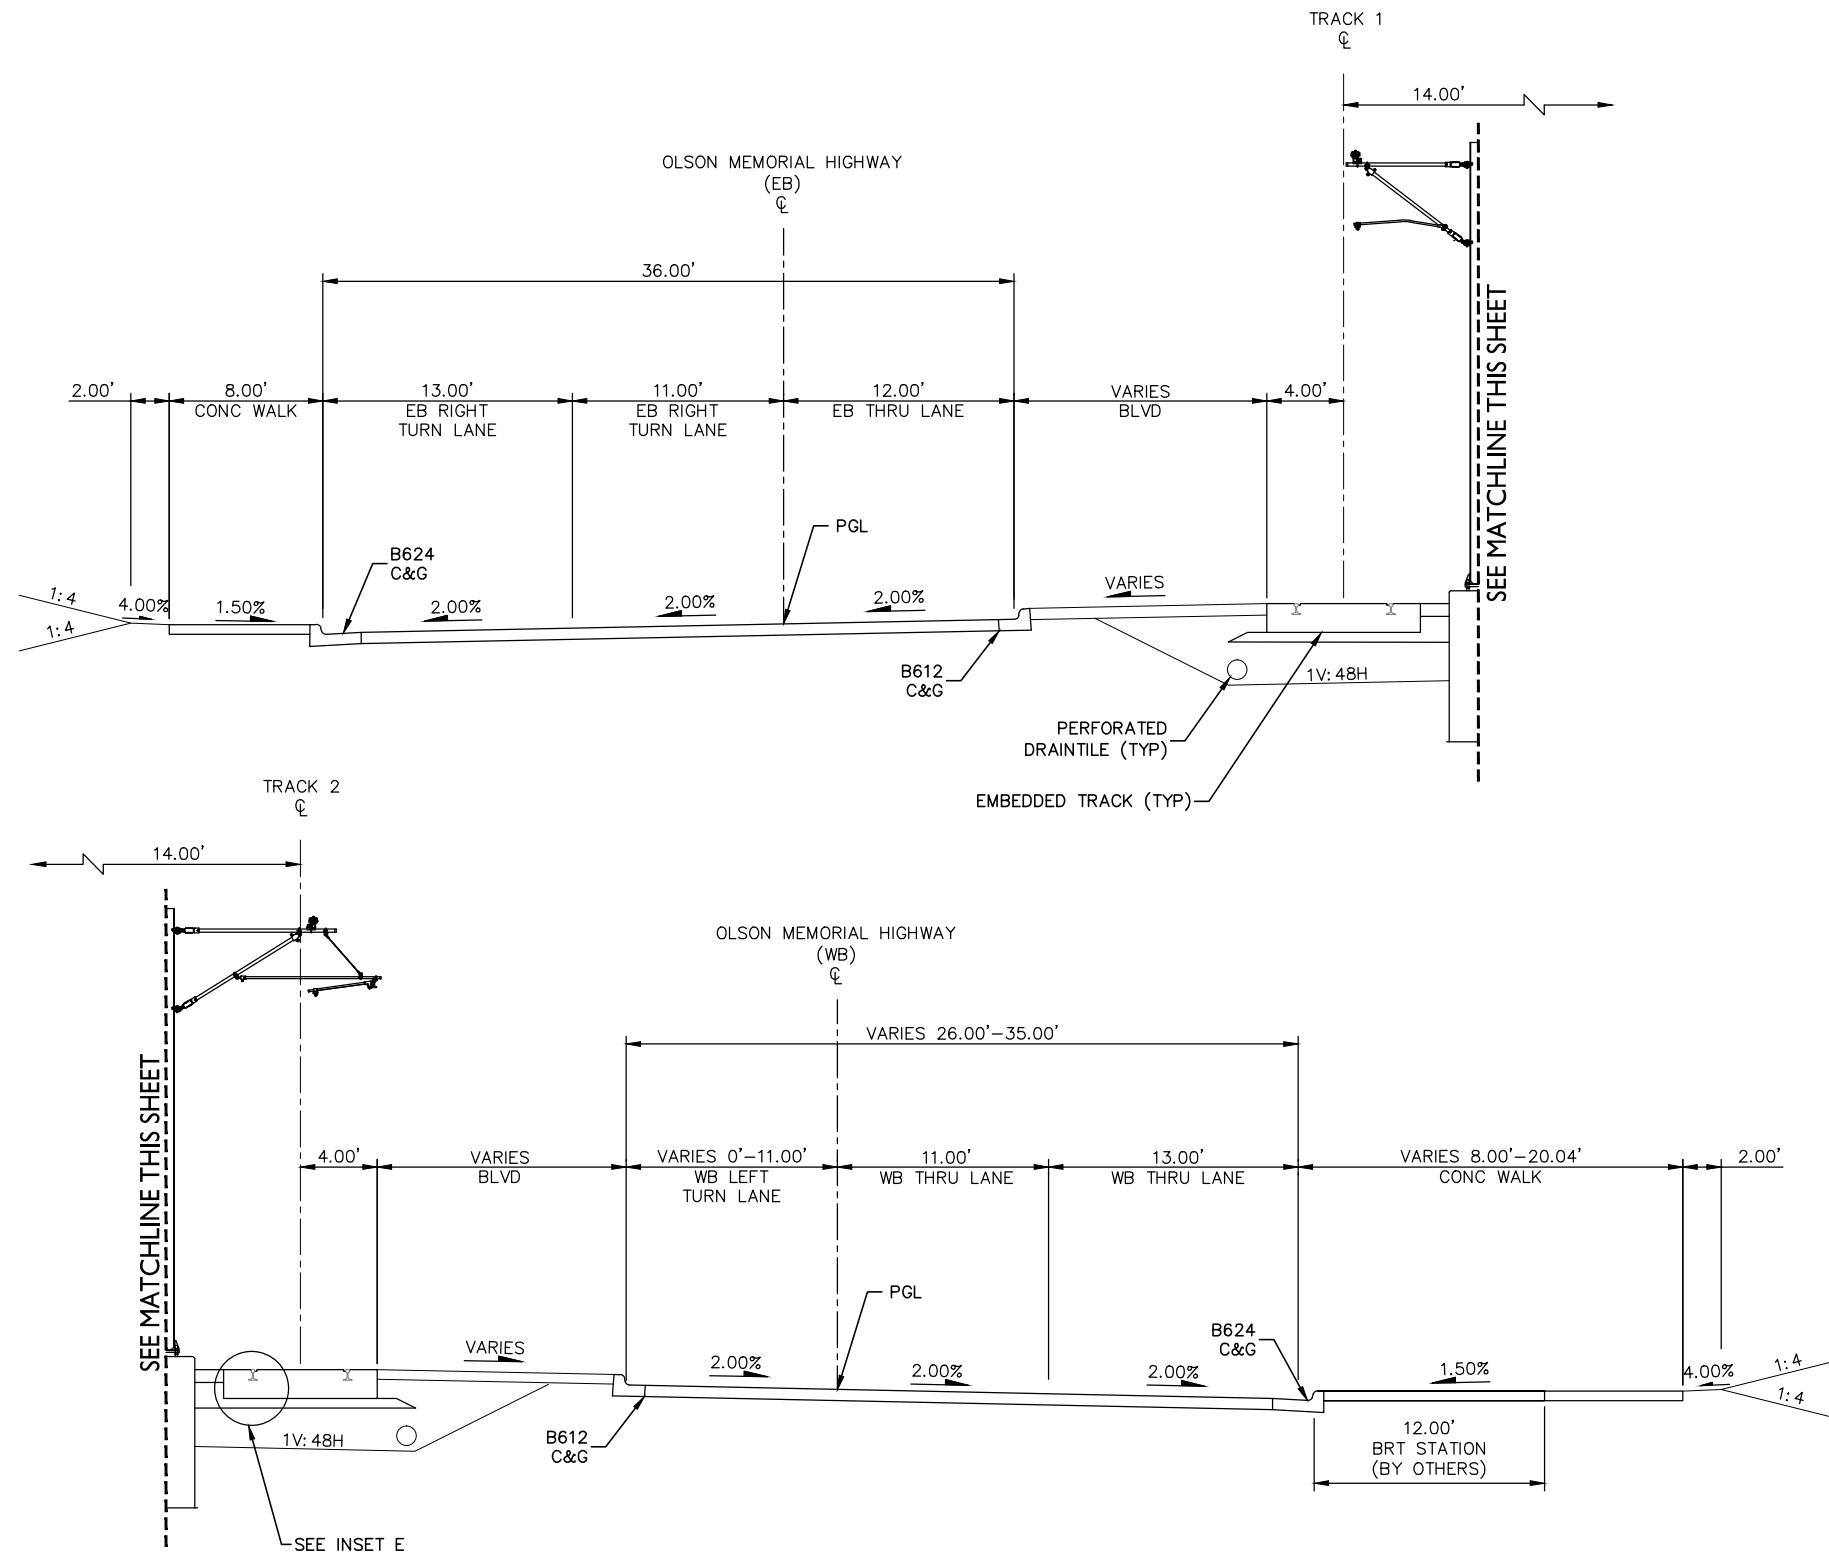 TRACK 1
℄
14.00'
OLSON MEMORIAL HIGHWAY
(EB)
℄
36.00'
2.00'
8.00'
CONC WALK
13.00'
EB RIGHT
TURN LANE
11.00'
EB RIGHT
TURN LANE
12.00'
EB THRU LANE
VARIES
BLVD
4.00'
SEE MATCHLINE THIS SHEET
PGL
B624
C&G
1:4
1:4
4.00%
1.50%
2.00%
2.00%
2.00%
VARIES
B612
C&G
1V:48H
PERFORATED
DRAINTILE (TYP)
EMBEDDED TRACK (TYP)
TRACK 2
℄
14.00'
OLSON MEMORIAL HIGHWAY
(WB)
℄
VARIES 26.00'-35.00'
SEE MATCHLINE THIS SHEET
4.00'
VARIES
BLVD
VARIES 0'-11.00'
WB LEFT
TURN LANE
11.00'
WB THRU LANE
13.00'
WB THRU LANE
VARIES 8.00'-20.04'
CONC WALK
2.00'
PGL
B624
C&G
VARIES
2.00%
2.00%
2.00%
1.50%
4.00%
1:4
1:4
1V:48H
B612
C&G
12.00'
BRT STATION
(BY OTHERS)
SEE INSET E